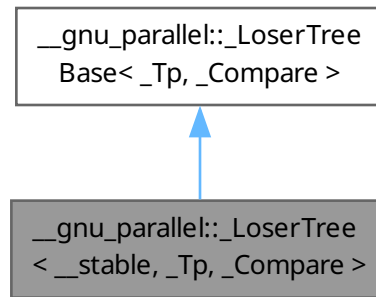 __gnu_parallel::_LoserTree
Base< _Tp, _Compare >
__gnu_parallel::_LoserTree
< __stable, _Tp, _Compare >